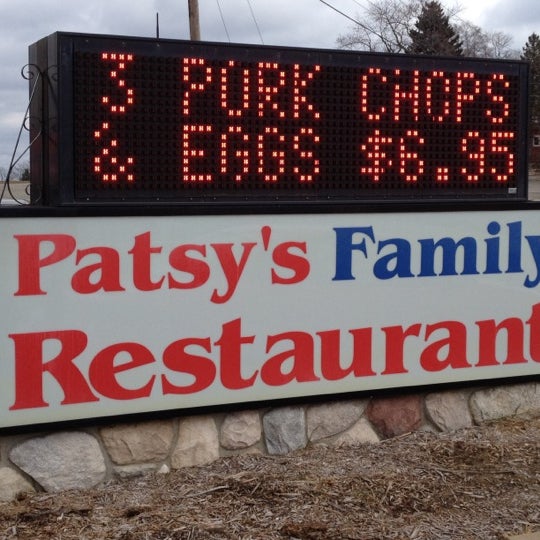 3 PORK CHOPS
& EGGS $6.95
Patsy's Family
Restaurant